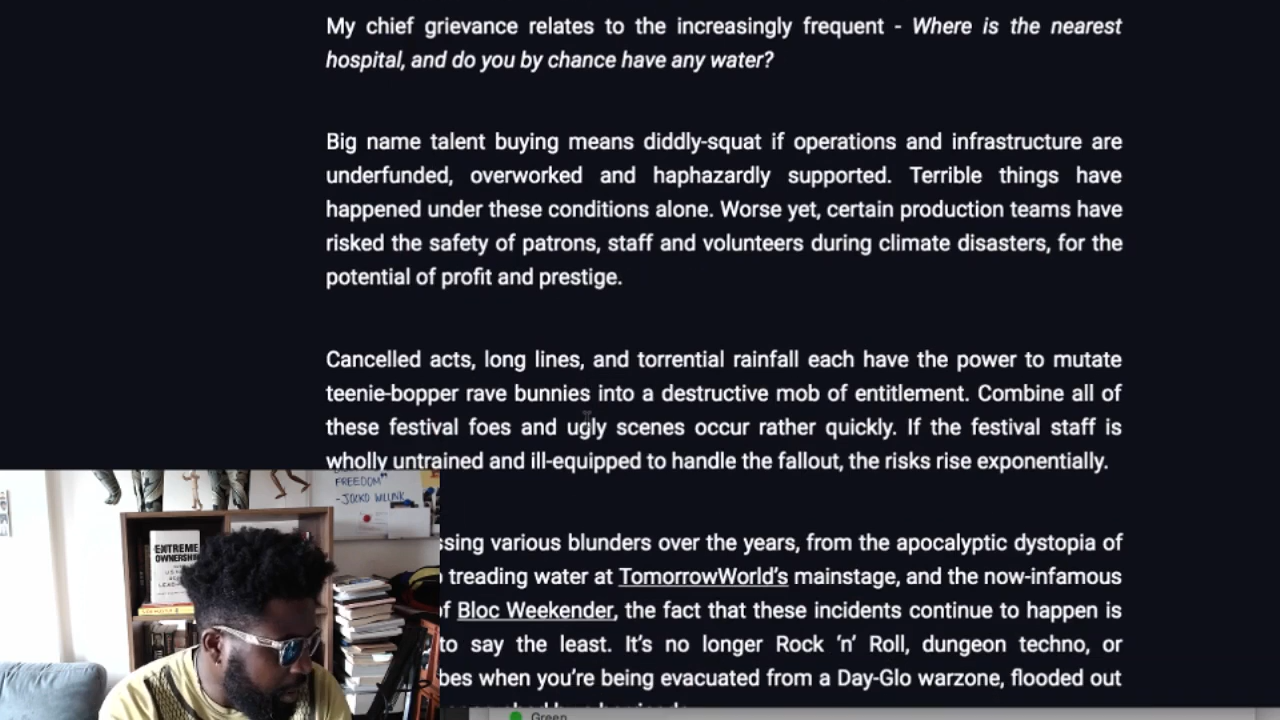 My chief grievance relates to the increasingly frequent - Where is the nearest
hospital, and do you by chance have any water?
Big name talent buying means diddly-squat if operations and infrastructure are
underfunded, overworked and haphazardly supported. Terrible things have
happened under these conditions alone. Worse yet, certain production teams have
risked the safety of patrons, staff and volunteers during climate disasters, for the
potential of profit and prestige.
Cancelled acts, long lines, and torrential rainfall each have the power to mutate
teenie-bopper rave bunnies into a destructive mob of entitlement. Combine all of
these festival foes and ugly scenes occur rather quickly. If the festival staff is
wholly untrained and ill-equipped to handle the fallout, the risks rise exponentially.
various blunders over the years, from the apocalyptic dystopia of
treading water at TomorrowWorld’s mainstage, and the now-infamous
Bloc Weekender, the fact that these incidents continue to happen is
to say the least. It’s no longer Rock ’n’ Roll, dungeon techno, or
when you’re being evacuated from a Day-Glo warzone, flooded out
Green
FREEDOM"
-JOCKO WILLINK
EXTREME
OWNERSHIP